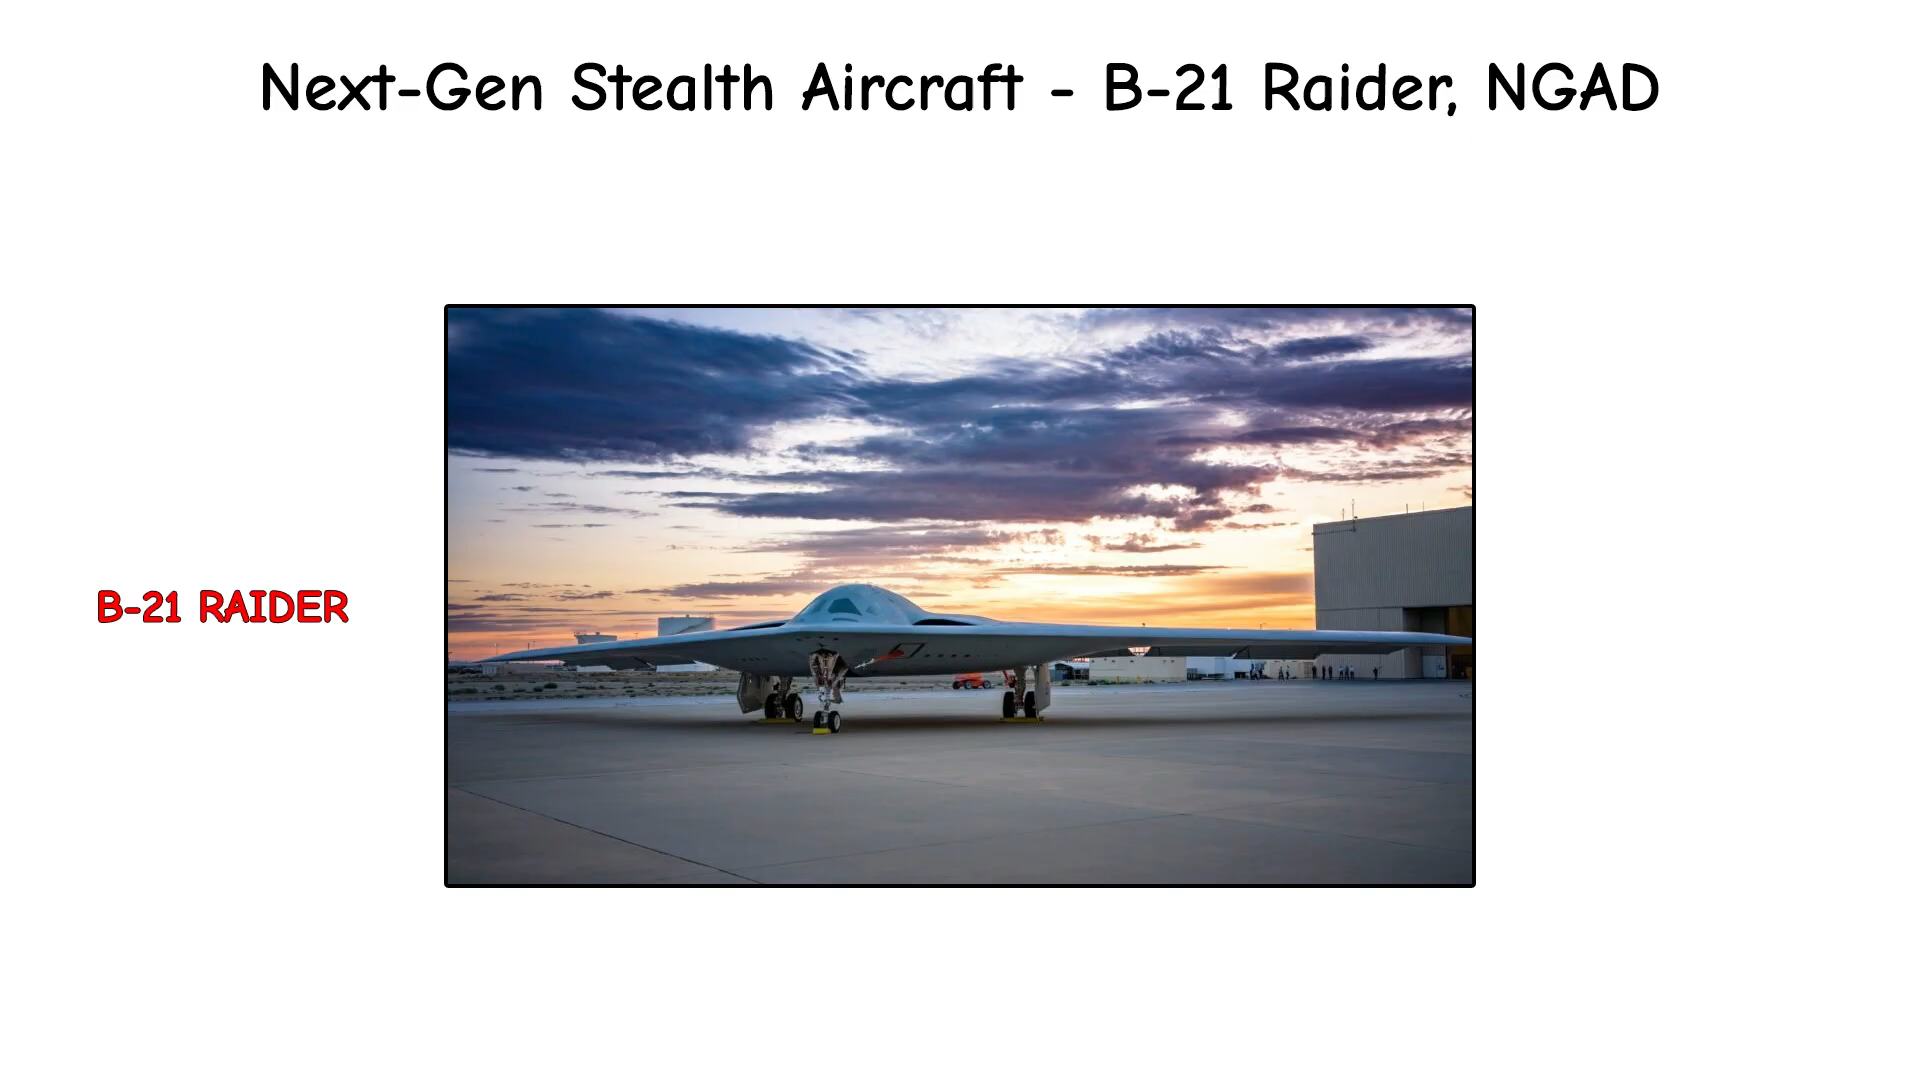 Next-Gen Stealth Aircraft - B-21 Raider, NGAD
B-21 RAIDER